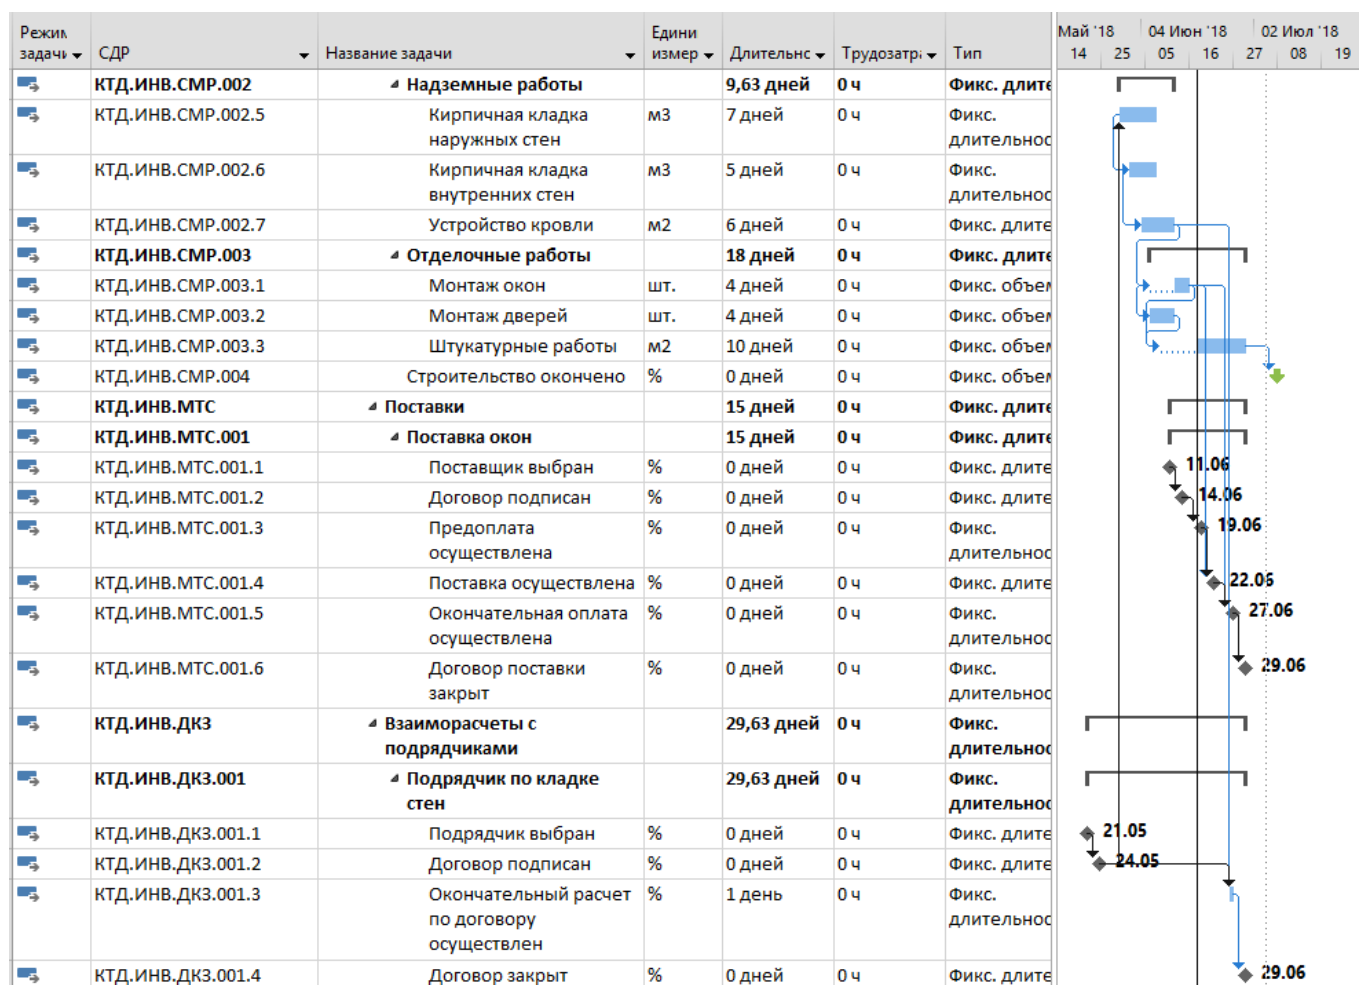 Режим задачи СДР Название задачи Едини измер Длительнс Трудозатра Тип
Май '18 04 Июн '18 02 Июл '18
14 25 05 16 27 08 19
КТД.ИНВ.СМР.002 Надземные работы 9,63 дней 0 ч Фикс. длите
КТД.ИНВ.СМР.002.5 Кирпичная кладка наружных стен м3 7 дней 0 ч Фикс. длительнос
КТД.ИНВ.СМР.002.6 Кирпичная кладка внутренних стен м3 5 дней 0 ч Фикс. длительнос
КТД.ИНВ.СМР.002.7 Устройство кровли м2 6 дней 0 ч Фикс. длите
КТД.ИНВ.СМР.003 Отделочные работы 18 дней 0 ч Фикс. длите
КТД.ИНВ.СМР.003.1 Монтаж окон шт. 4 дней 0 ч Фикс. объем
КТД.ИНВ.СМР.003.2 Монтаж дверей шт. 4 дней 0 ч Фикс. объем
КТД.ИНВ.СМР.003.3 Штукатурные работы м2 10 дней 0 ч Фикс. объем
КТД.ИНВ.СМР.004 Строительство окончено % 0 дней 0 ч Фикс. объем
КТД.ИНВ.МТС Поставки 15 дней 0 ч Фикс. длите
КТД.ИНВ.МТС.001 Поставка окон 15 дней 0 ч Фикс. длите
КТД.ИНВ.МТС.001.1 Поставщик выбран % 0 дней 0 ч Фикс. длите 11.06
КТД.ИНВ.МТС.001.2 Договор подписан % 0 дней 0 ч Фикс. длите 14.06
КТД.ИНВ.МТС.001.3 Предоплата осуществлена % 0 дней 0 ч Фикс. длительнос 19.06
КТД.ИНВ.МТС.001.4 Поставка осуществлена % 0 дней 0 ч Фикс. длите 22.06
КТД.ИНВ.МТС.001.5 Окончательная оплата осуществлена % 0 дней 0 ч Фикс. длительнос 27.06
КТД.ИНВ.МТС.001.6 Договор поставки закрыт % 0 дней 0 ч Фикс. длительнос 29.06
КТД.ИНВ.ДКЗ Взаиморасчеты с подрядчиками 29,63 дней 0 ч Фикс. длительнос
КТД.ИНВ.ДКЗ.001 Подрядчик по кладке стен 29,63 дней 0 ч Фикс. длительнос
КТД.ИНВ.ДКЗ.001.1 Подрядчик выбран % 0 дней 0 ч Фикс. длите 21.05
КТД.ИНВ.ДКЗ.001.2 Договор подписан % 0 дней 0 ч Фикс. длите 24.05
КТД.ИНВ.ДКЗ.001.3 Окончательный расчет по договору осуществлен % 1 день 0 ч Фикс. длительнос
КТД.ИНВ.ДКЗ.001.4 Договор закрыт % 0 дней 0 ч Фикс. длите 29.06